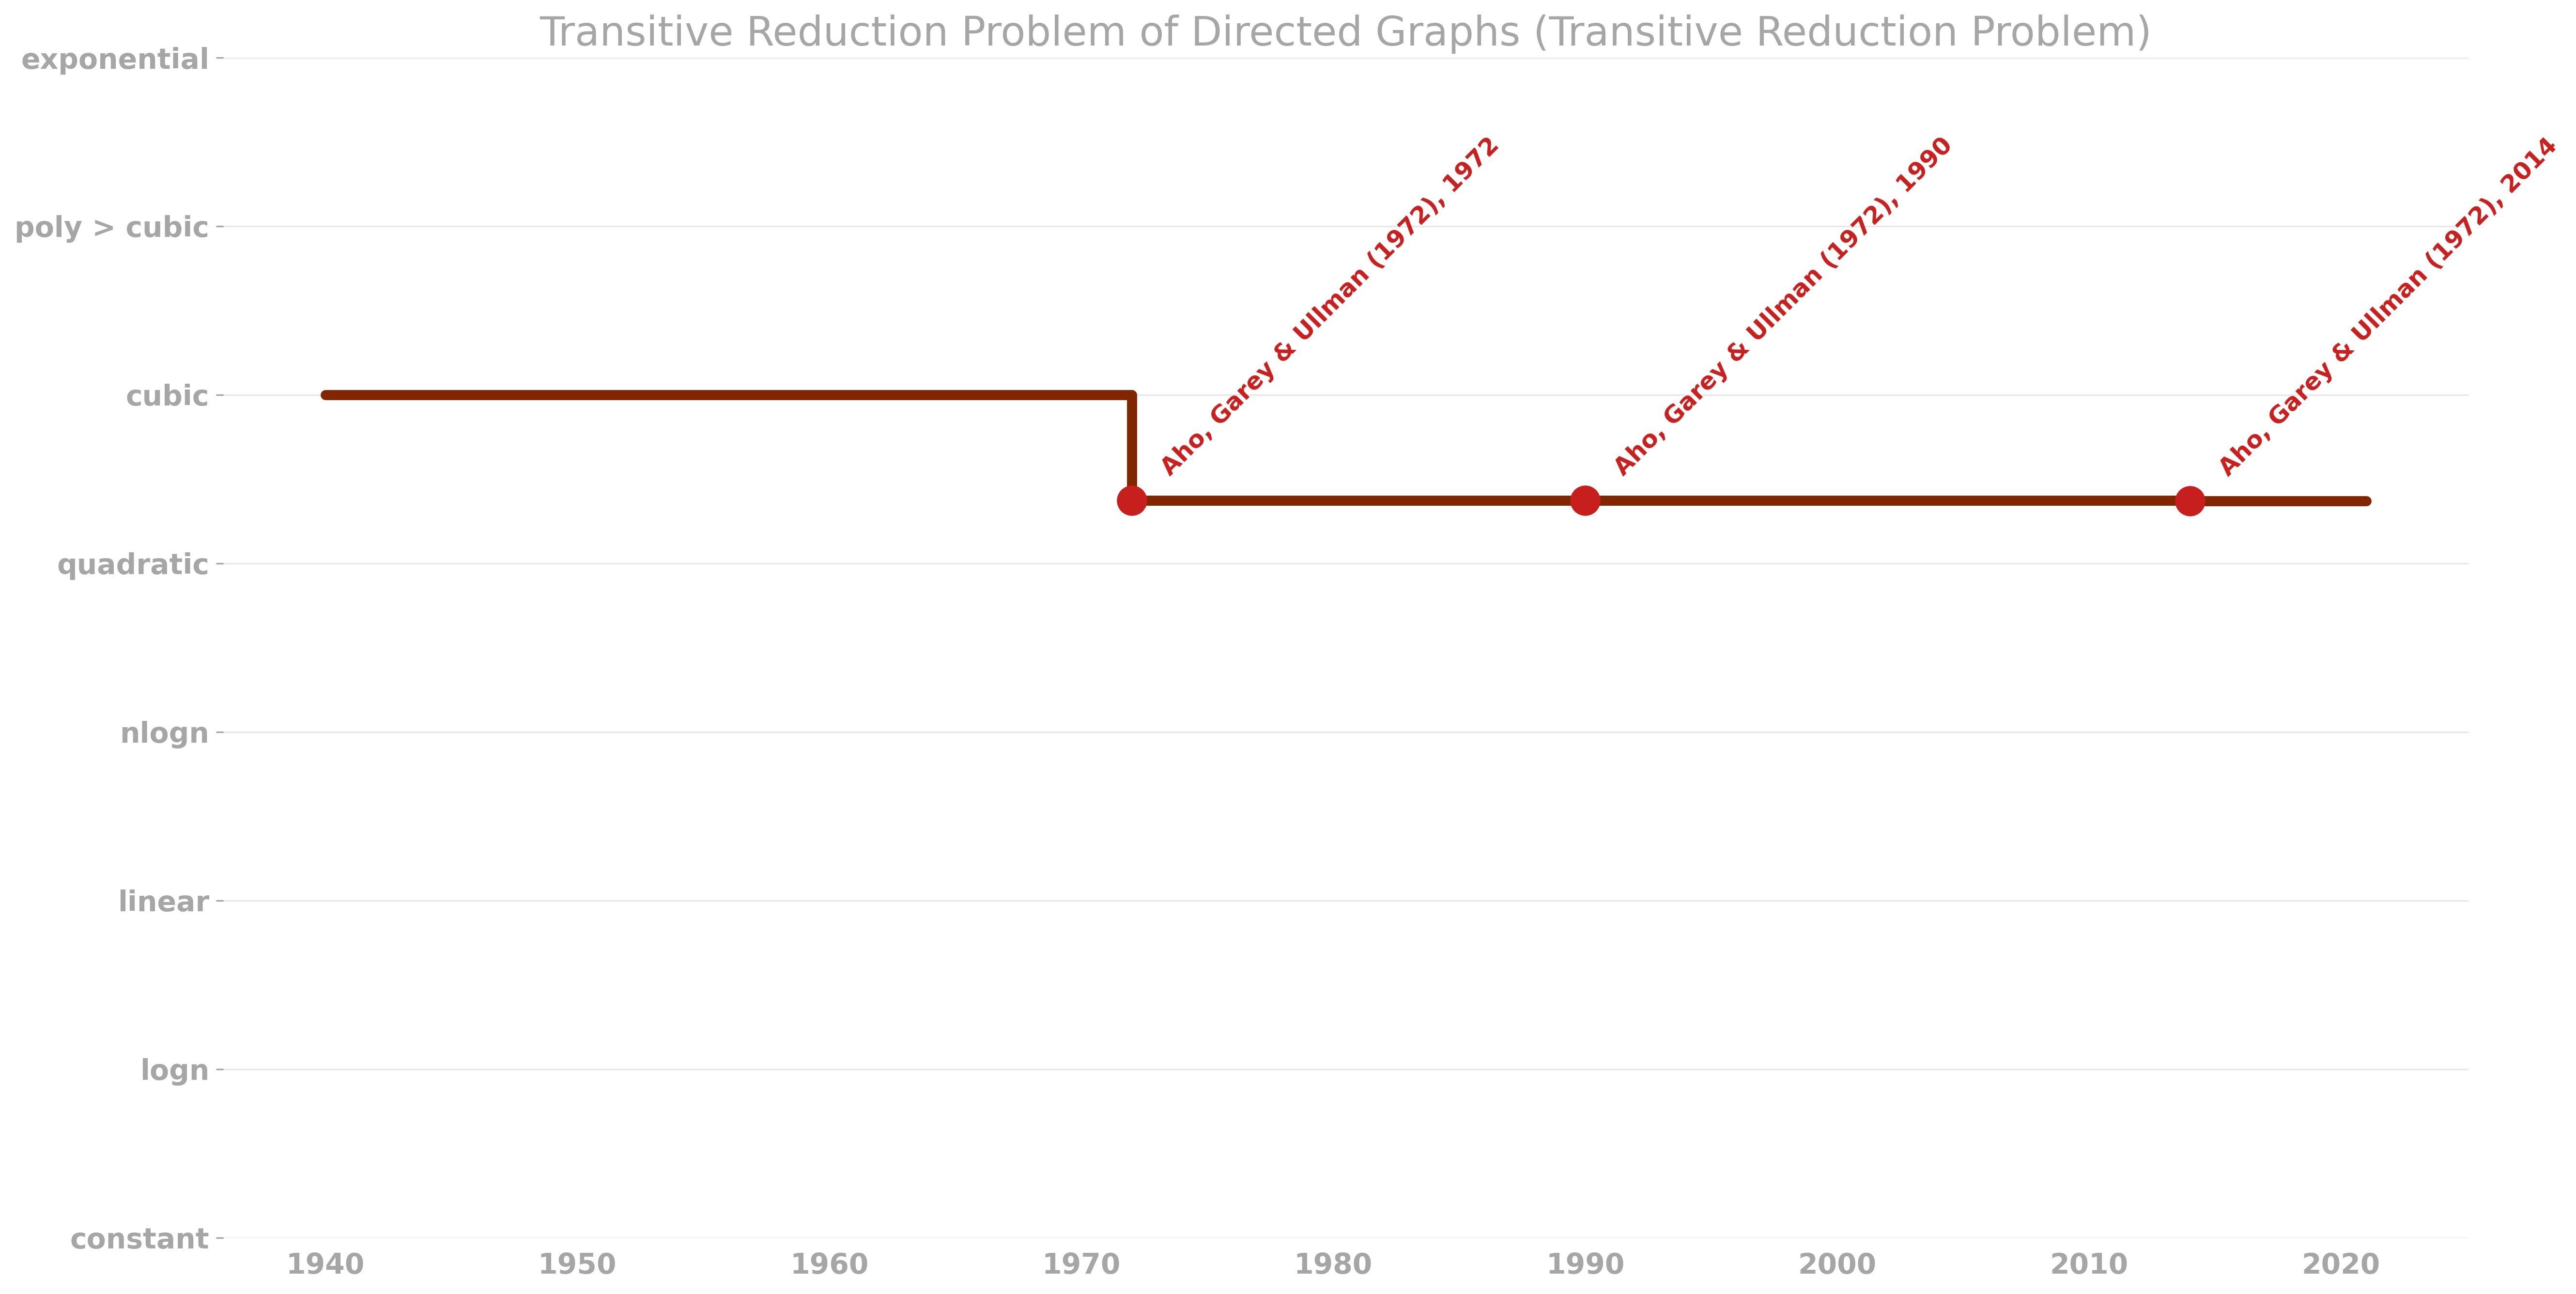 Transitive Reduction Problem of Directed Graphs (Transitive Reduction Problem)
exponential
poly > cubic
cubic
quadratic
nlogn
linear
logn
constant
Aho, Garey & Ullman (1972), 1972
Aho, Garey & Ullman (1972), 1990
Aho, Garey & Ullman (1972), 2014
1940 1950 1960 1970 1980 1990 2000 2010 2020